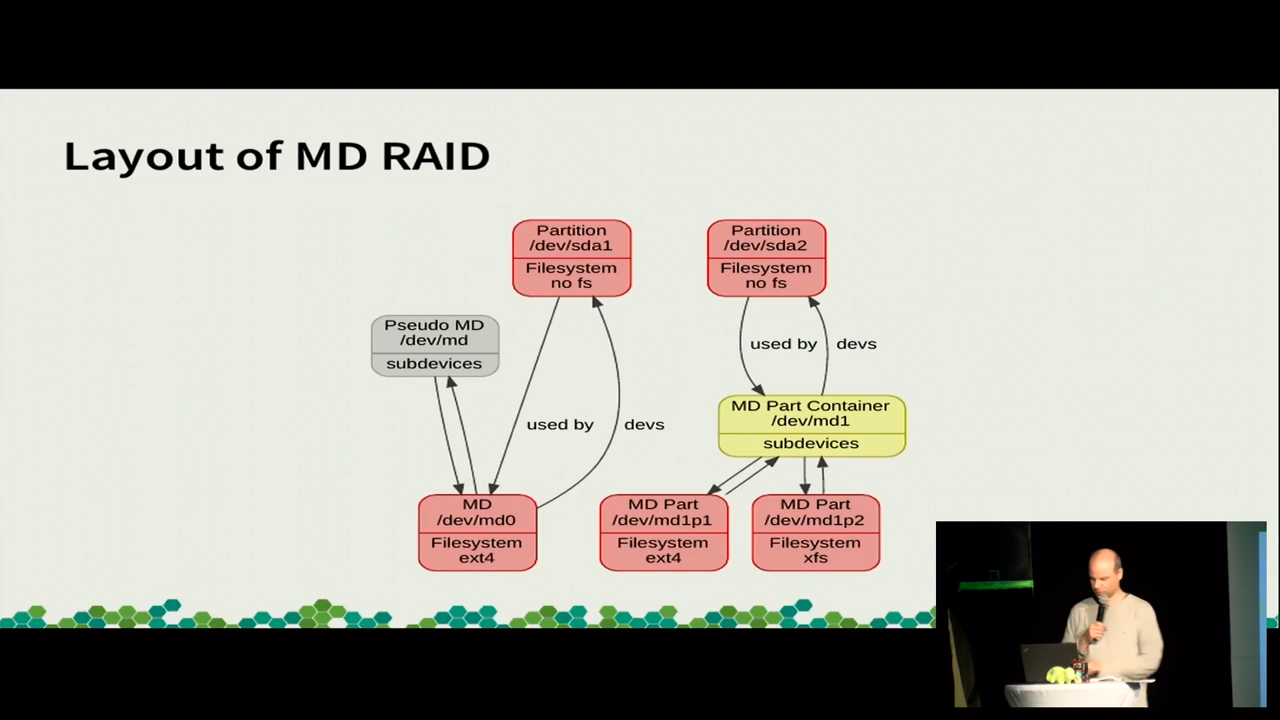 Layout of MD RAID
Partition
/dev/sda1
Filesystem
no fs
Partition
/dev/sda2
Filesystem
no fs
Pseudo MD
/dev/md
subdevices
used by
devs
used by
devs
MD Part Container
/dev/md1
subdevices
MD
/dev/md0
Filesystem
ext4
MD Part
/dev/md1p1
Filesystem
ext4
MD Part
/dev/md1p2
Filesystem
xfs